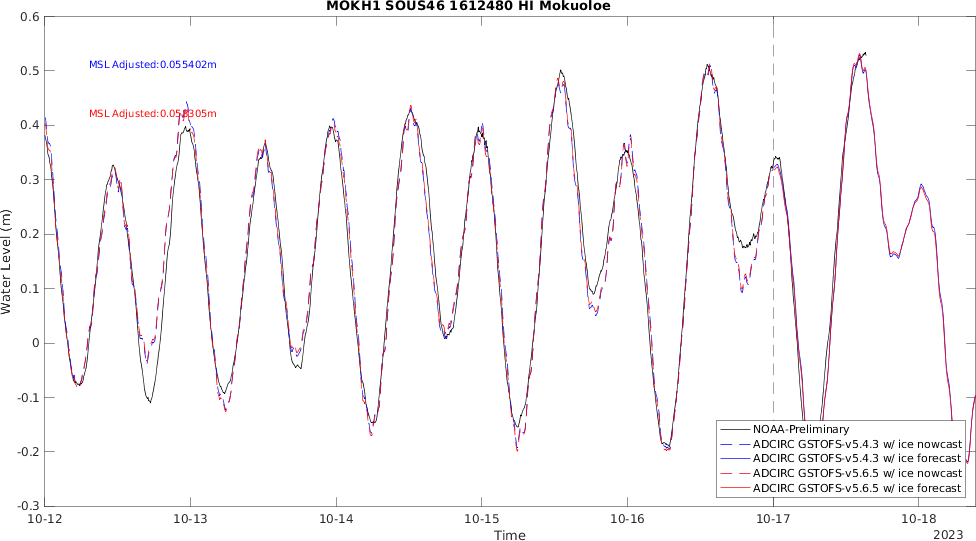 MOKH1 SOUS46 1612480 HI Mokuoloe
MSL Adjusted:0.055402m
MSL Adjusted:
Water Level (m)
0.6
0.5
0.4
0.3
0.2
0.1
0
-0.1
-0.2
-0.3
NOAA-Preliminary
ADCIRC GSTOFS-v5.4.3 w/ ice nowcast
ADCIRC GSTOFS-v5.4.3 w/ ice forecast
ADCIRC GSTOFS-v5.6.5 w/ ice nowcast
ADCIRC GSTOFS-v5.6.5 w/ ice forecast
10-12 10-13 10-14 10-15 10-16 10-17 10-18
Time
2023